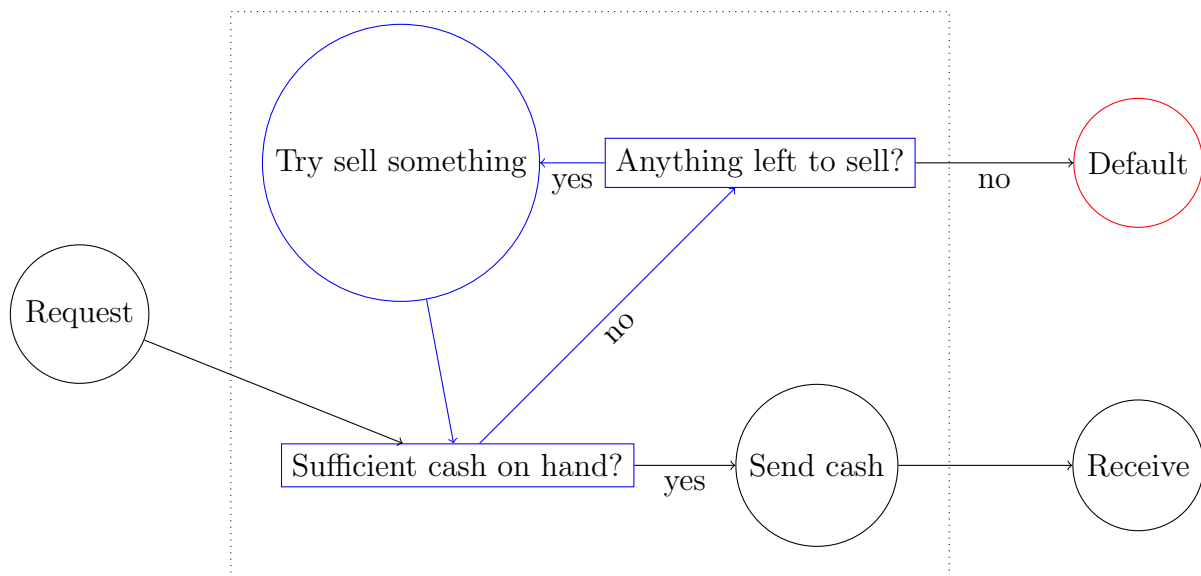 Try sell something
yes
Anything left to sell?
no
Default
Request
no
Sufficient cash on hand?
yes
Send cash
Receive